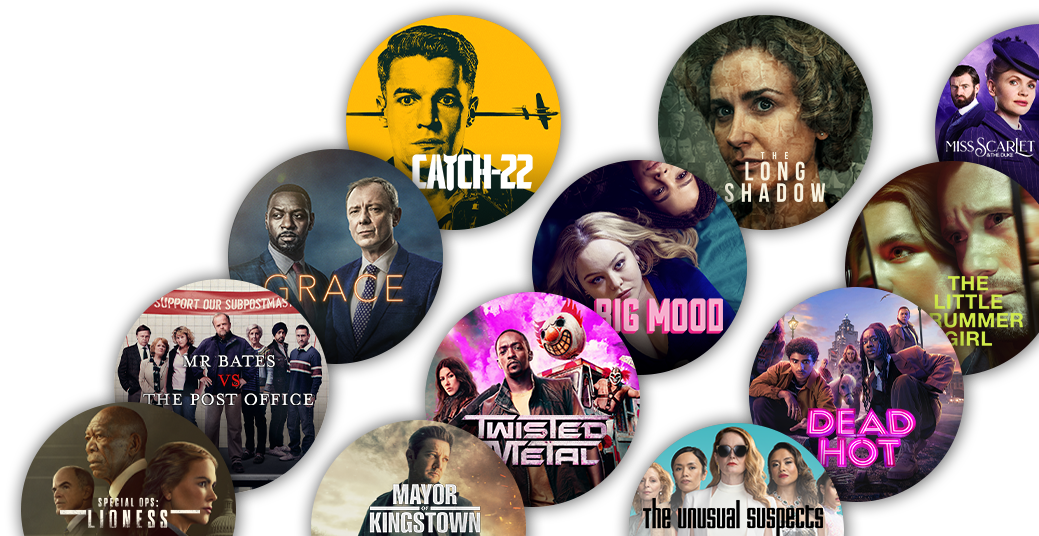 CATCH-22
THE
LONG
SHADOW
MISS SCARLET
& THE DUKE
GRACE
BIG MOOD
THE
LITTLE
DRUMMER
GIRL
SUPPORT OUR SUBPOSTMAS
MR BATES
VS
THE POST OFFICE
TWISTED
METAL
DEAD
HOT
SPECIAL OPS:
LIONESS
MAYOR
OF
KINGSTOWN
The UNUSUAL SUSPECTS